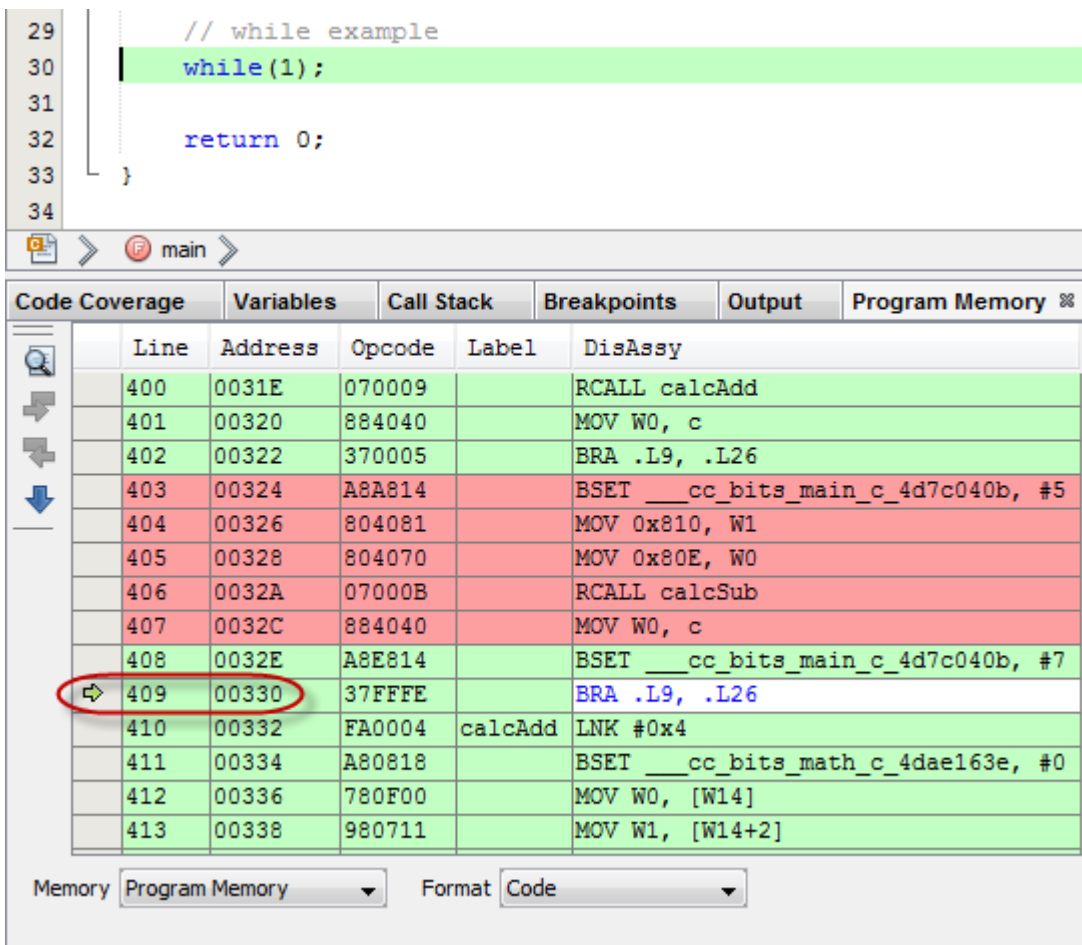 29 // while example
30 while(1);
31
32 return 0;
33 }
34
main
Code Coverage Variables Call Stack Breakpoints Output Program Memory
Line Address Opcode Label DisAssy
400 0031E 070009 RCALL calcAdd
401 00320 884040 MOV W0, c
402 00322 370005 BRA .L9, .L26
403 00324 A8A814 BSET ___cc_bits_main_c_4d7c040b, #5
404 00326 804081 MOV 0x810, W1
405 00328 804070 MOV 0x80E, W0
406 0032A 07000B RCALL calcSub
407 0032C 884040 MOV W0, c
408 0032E A8E814 BSET ___cc_bits_main_c_4d7c040b, #7
409 00330 37FFFE BRA .L9, .L26
410 00332 FA0004 calcAdd LNK #0x4
411 00334 A80818 BSET ___cc_bits_math_c_4dae163e, #0
412 00336 780F00 MOV W0, [W14]
413 00338 980711 MOV W1, [W14+2]
Memory Program Memory Format Code